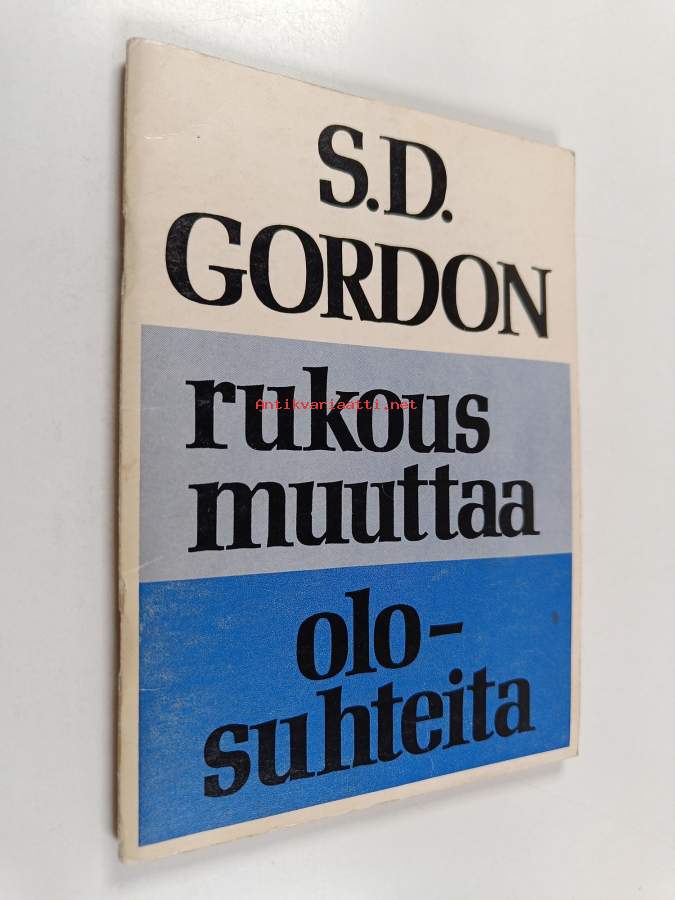 S.D.
GORDON
rukous
Antikvariaatti.net
muuttaa
olo-
suhteita